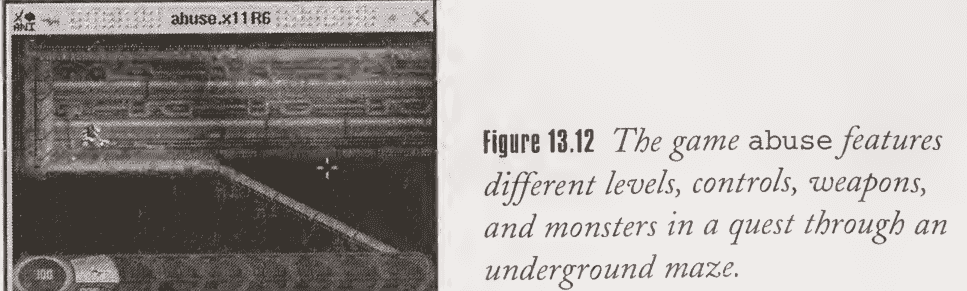 abuse.x11R6
100
Figure 13.12 The game abuse features
different levels, controls, weapons,
and monsters in a quest through an
underground maze.